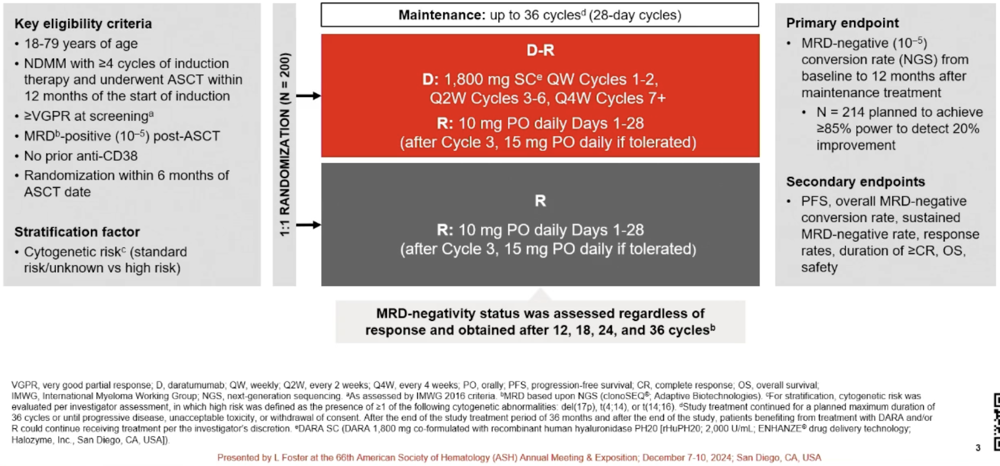 Key eligibility criteria
• 18-79 years of age
• NDMM with ≥4 cycles of induction
therapy and underwent ASCT within
12 months of the start of induction
• ≥VGPR at screeningᵃ
• MRDᵇ-positive (10⁻⁵) post-ASCT
• No prior anti-CD38
• Randomization within 6 months of
ASCT date
Stratification factor
• Cytogenetic riskᶜ (standard
risk/unknown vs high risk)
1:1 RANDOMIZATION (N = 200)
Maintenance: up to 36 cyclesᵈ (28-day cycles)
D-R
D: 1,800 mg SCᵉ QW Cycles 1-2,
Q2W Cycles 3-6, Q4W Cycles 7+
R: 10 mg PO daily Days 1-28
(after Cycle 3, 15 mg PO daily if tolerated)
R
R: 10 mg PO daily Days 1-28
(after Cycle 3, 15 mg PO daily if tolerated)
MRD-negativity status was assessed regardless of
response and obtained after 12, 18, 24, and 36 cyclesᵇ
Primary endpoint
• MRD-negative (10⁻⁵)
conversion rate (NGS) from
baseline to 12 months after
maintenance treatment
• N = 214 planned to achieve
≥85% power to detect 20%
improvement
Secondary endpoints
• PFS, overall MRD-negative
conversion rate, sustained
MRD-negative rate, response
rates, duration of ≥CR, OS,
safety
VGPR, very good partial response; D, daratumumab; QW, weekly; Q2W, every 2 weeks; Q4W, every 4 weeks; PO, orally; PFS, progression-free survival; CR, complete response; OS, overall survival;
IMWG, International Myeloma Working Group; NGS, next-generation sequencing. ᵃAs assessed by IMWG 2016 criteria. ᵇMRD based upon NGS (clonoSEQ®; Adaptive Biotechnologies). ᶜFor stratification, cytogenetic risk was
evaluated per investigator assessment, in which high risk was defined as the presence of ≥1 of the following cytogenetic abnormalities: del(17p), t(4;14), or t(14;16). ᵈStudy treatment continued for a planned maximum duration of
36 cycles or until progressive disease, unacceptable toxicity, or withdrawal of consent. After the end of the study treatment period of 36 months and after the end of the study, patients benefiting from treatment with DARA and/or
R could continue receiving treatment per the investigator's discretion. ᵉDARA SC (DARA 1,800 mg co-formulated with recombinant human hyaluronidase PH20 [rHuPH20; 2,000 U/mL; ENHANZE® drug delivery technology;
Halozyme, Inc., San Diego, CA, USA]).
3
Presented by L Foster at the 66th American Society of Hematology (ASH) Annual Meeting & Exposition; December 7-10, 2024; San Diego, CA, USA